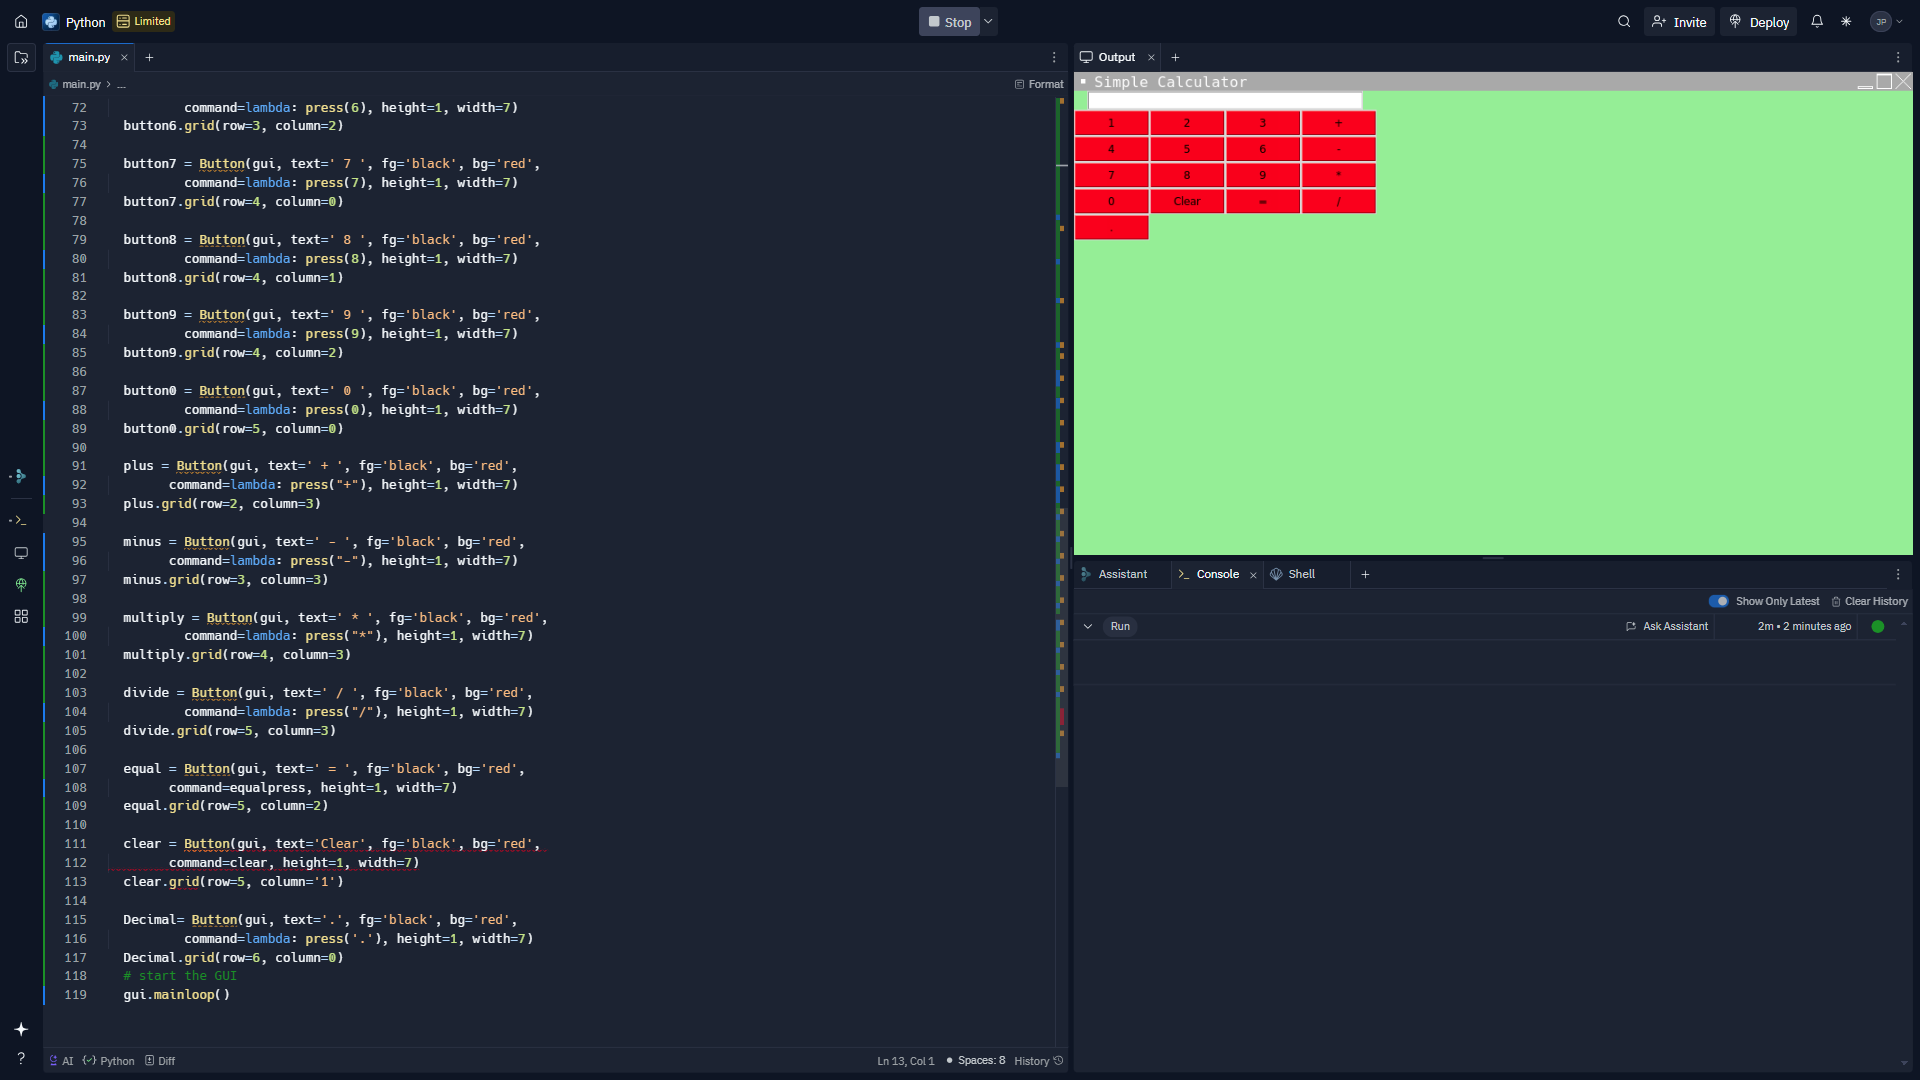 Python
Limited
Stop
Invite
Deploy
JP
main.py
main.py > ...
Format
72 command=lambda: press(6), height=1, width=7)
73 button6.grid(row=3, column=2)
74
75 button7 = Button(gui, text=' 7 ', fg='black', bg='red',
76 command=lambda: press(7), height=1, width=7)
77 button7.grid(row=4, column=0)
78
79 button8 = Button(gui, text=' 8 ', fg='black', bg='red',
80 command=lambda: press(8), height=1, width=7)
81 button8.grid(row=4, column=1)
82
83 button9 = Button(gui, text=' 9 ', fg='black', bg='red',
84 command=lambda: press(9), height=1, width=7)
85 button9.grid(row=4, column=2)
86
87 button0 = Button(gui, text=' 0 ', fg='black', bg='red',
88 command=lambda: press(0), height=1, width=7)
89 button0.grid(row=5, column=0)
90
91 plus = Button(gui, text=' + ', fg='black', bg='red',
92 command=lambda: press("+"), height=1, width=7)
93 plus.grid(row=2, column=3)
94
95 minus = Button(gui, text=' - ', fg='black', bg='red',
96 command=lambda: press("-"), height=1, width=7)
97 minus.grid(row=3, column=3)
98
99 multiply = Button(gui, text=' * ', fg='black', bg='red',
100 command=lambda: press("*"), height=1, width=7)
101 multiply.grid(row=4, column=3)
102
103 divide = Button(gui, text=' / ', fg='black', bg='red',
104 command=lambda: press("/"), height=1, width=7)
105 divide.grid(row=5, column=3)
106
107 equal = Button(gui, text=' = ', fg='black', bg='red',
108 command=equalpress, height=1, width=7)
109 equal.grid(row=5, column=2)
110
111 clear = Button(gui, text='Clear', fg='black', bg='red',
112 command=clear, height=1, width=7)
113 clear.grid(row=5, column='1')
114
115 Decimal= Button(gui, text='.', fg='black', bg='red',
116 command=lambda: press('.'), height=1, width=7)
117 Decimal.grid(row=6, column=0)
118 # start the GUI
119 gui.mainloop()
AI
Python
Diff
Ln 13, Col 1
Spaces: 8
History
Output
Simple Calculator
1 2 3 +
4 5 6 -
7 8 9 *
0 Clear = /
.
Assistant
Console
Shell
Show Only Latest
Clear History
Run
Ask Assistant
2m • 2 minutes ago